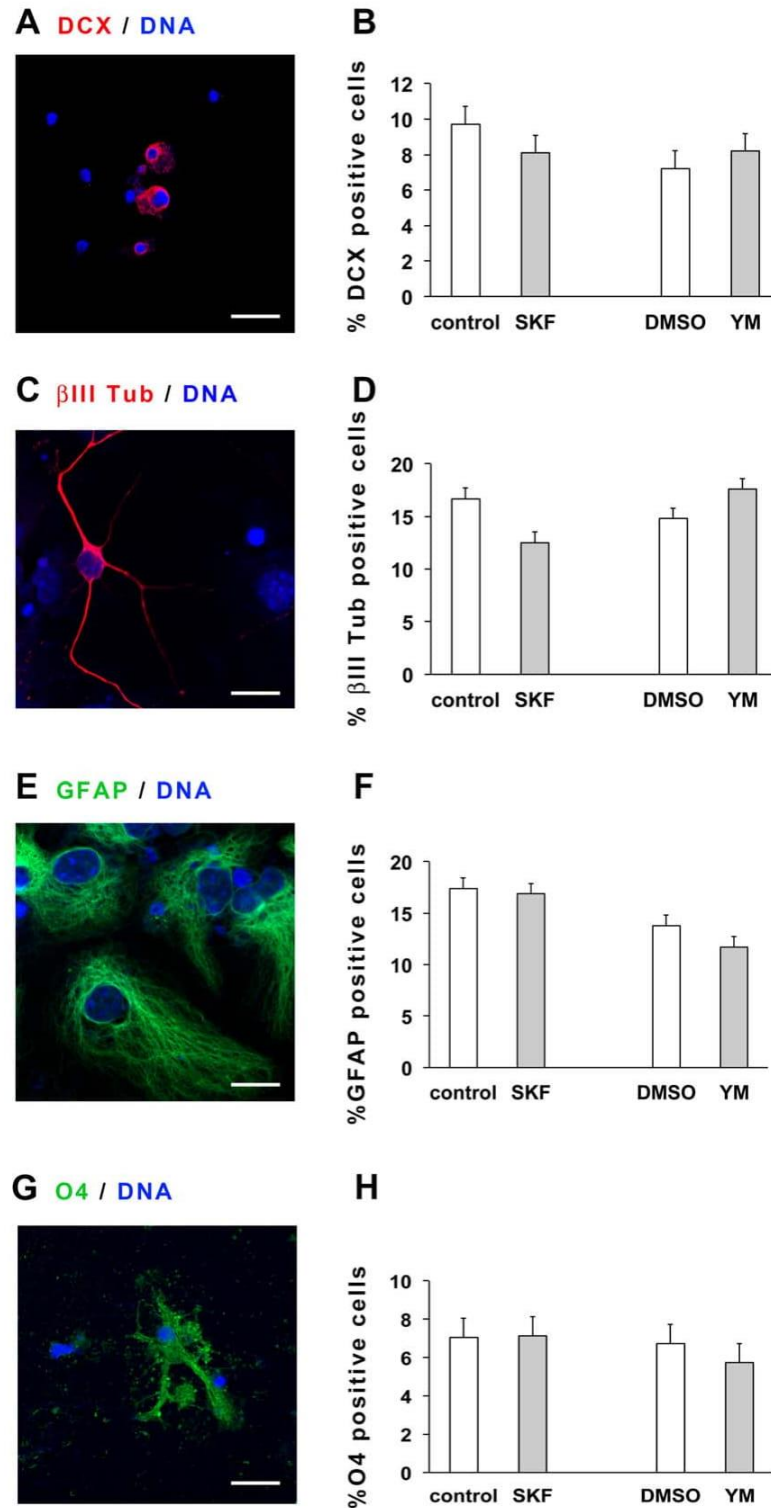 A DCX / DNA
B
% DCX positive cells
12
10
8
6
4
2
0
control SKF DMSO YM
C βIII Tub / DNA
D
% βIII Tub positive cells
20
15
10
5
0
control SKF DMSO YM
E GFAP / DNA
F
%GFAP positive cells
20
15
10
5
0
control SKF DMSO YM
G O4 / DNA
H
%O4 positive cells
10
8
6
4
2
0
control SKF DMSO YM